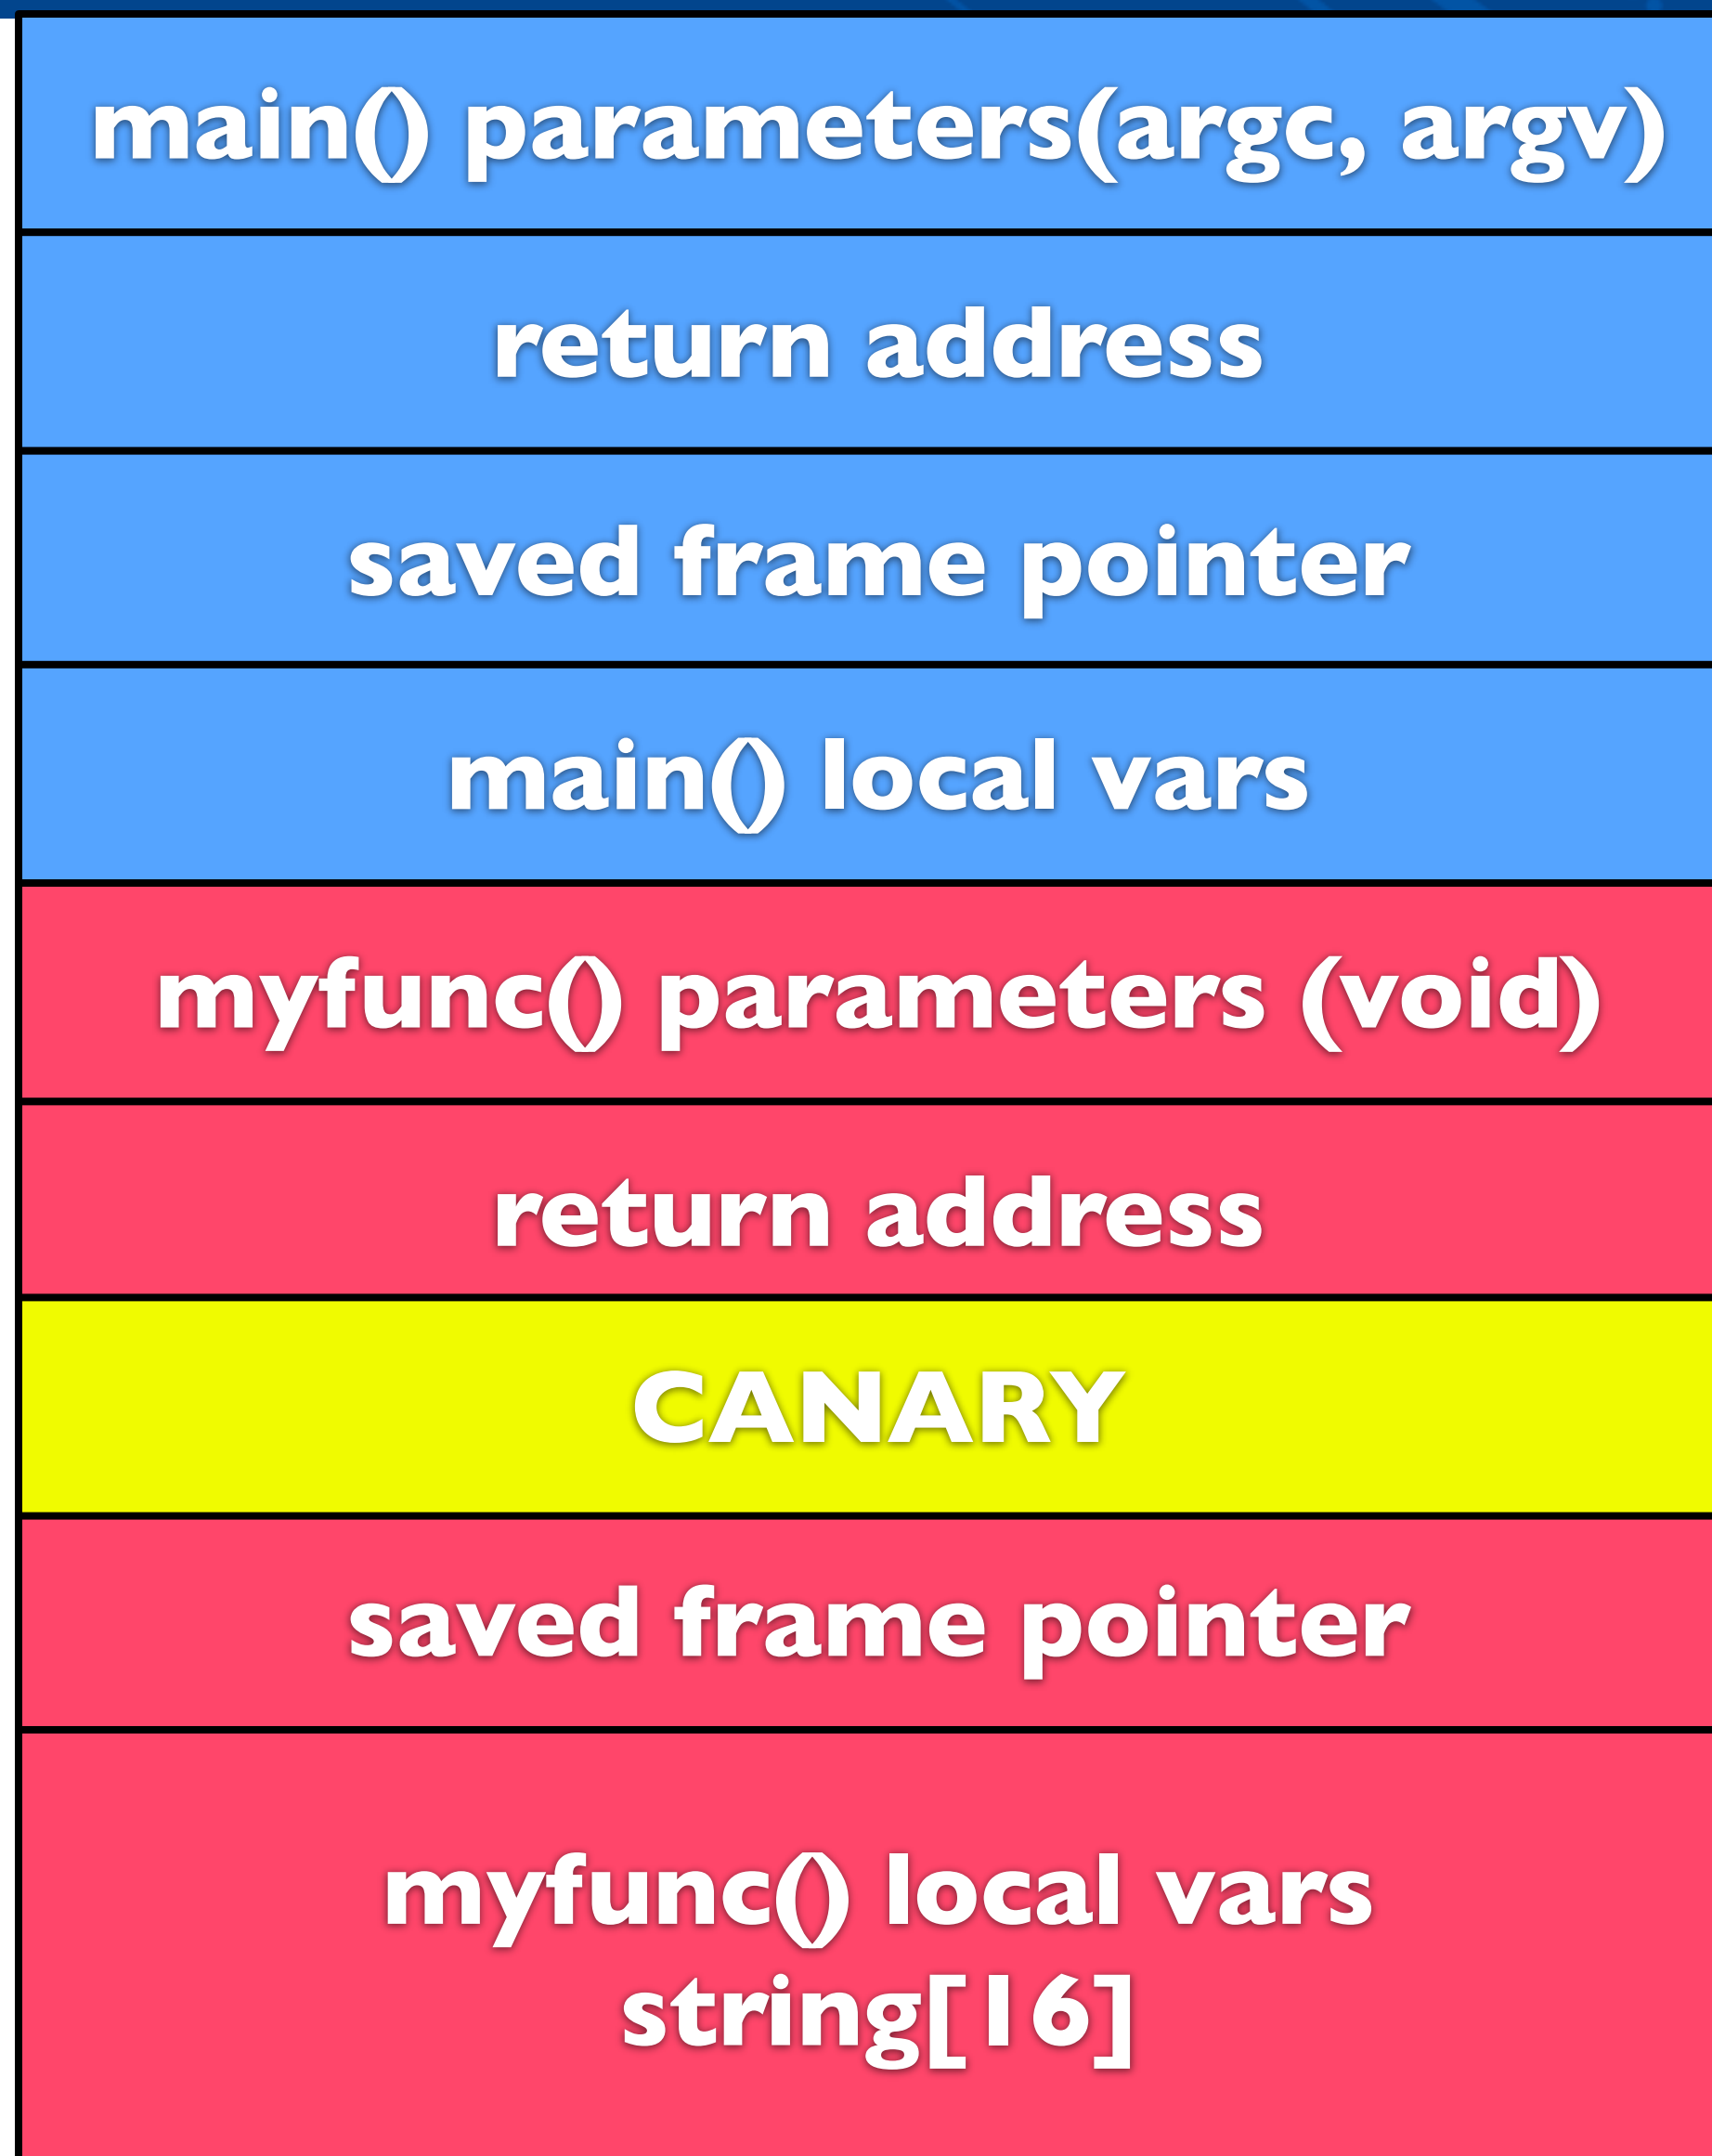 main() parameters(argc, argv)
return address
saved frame pointer
main() local vars
myfunc() parameters (void)
return address
CANARY
saved frame pointer
myfunc() local vars
string[16]